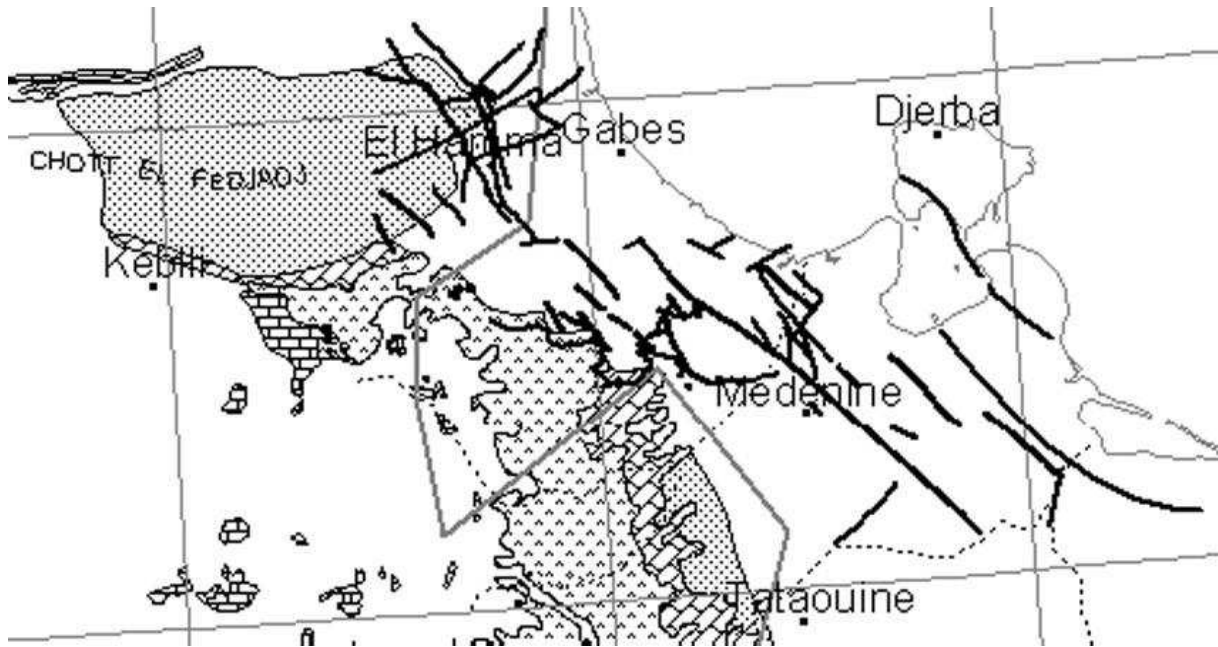 Djerba
El Hamma
Gabes
CHOTT EL FEDJADJ
Kebili
Medenine
Tataouine